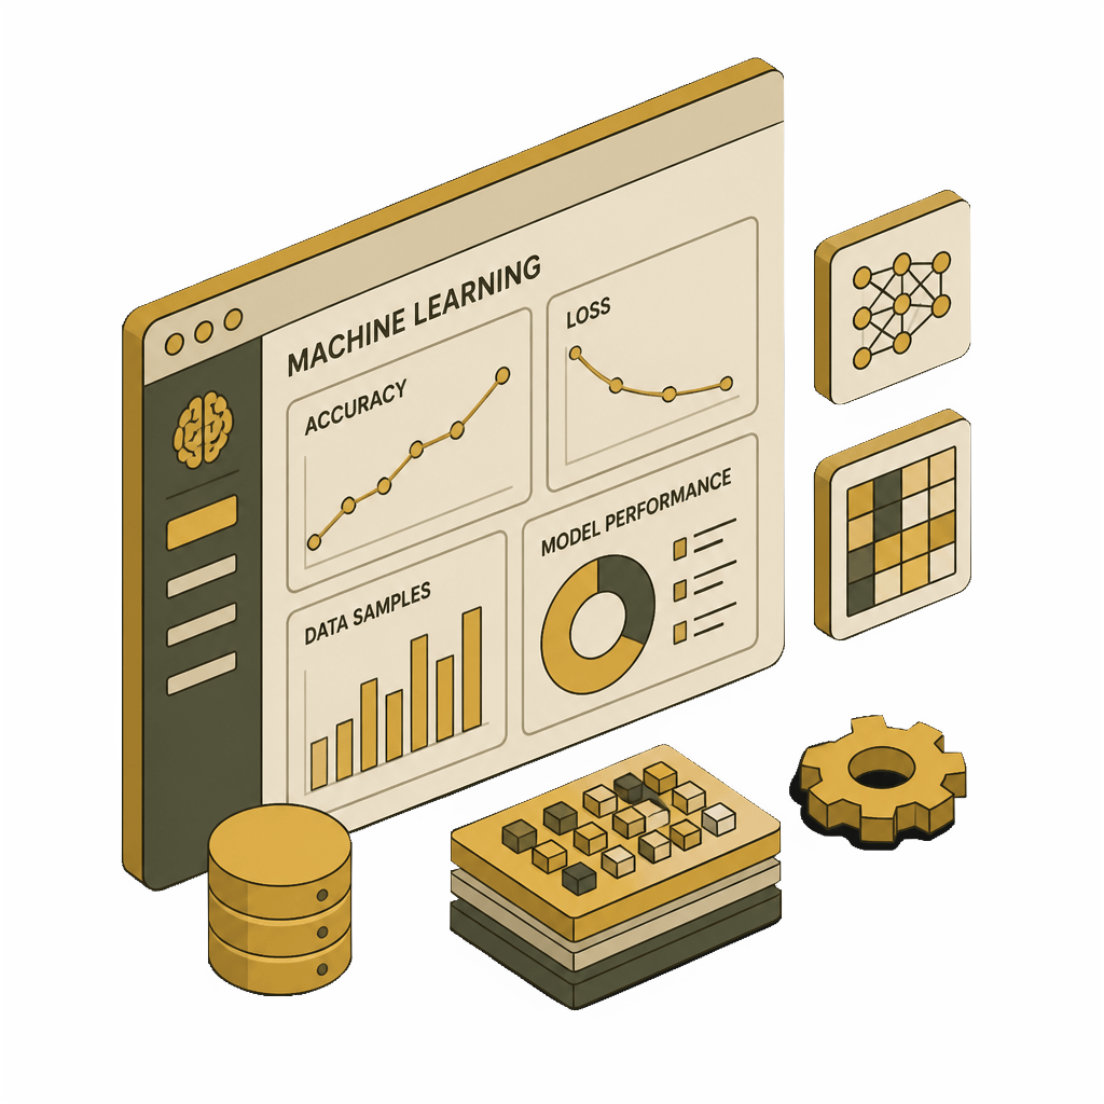 MACHINE LEARNING
ACCURACY
LOSS
DATA SAMPLES
MODEL PERFORMANCE